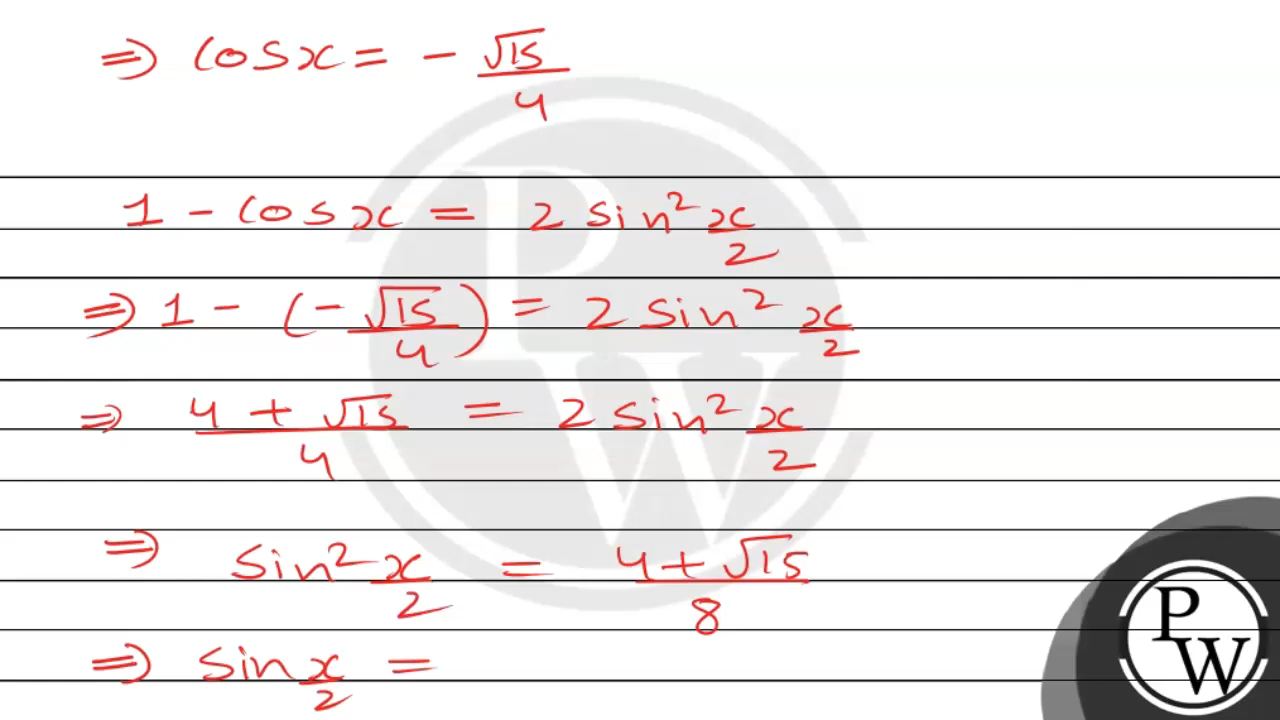 ⇒ cos x = - √15/4
1 - cos x = 2 sin² x/2
⇒ 1 - (-√15/4) = 2 sin² x/2
⇒ (4 + √15)/4 = 2 sin² x/2
⇒ sin² x/2 = (4 + √15)/8
⇒ sin x/2 =
PW
PW